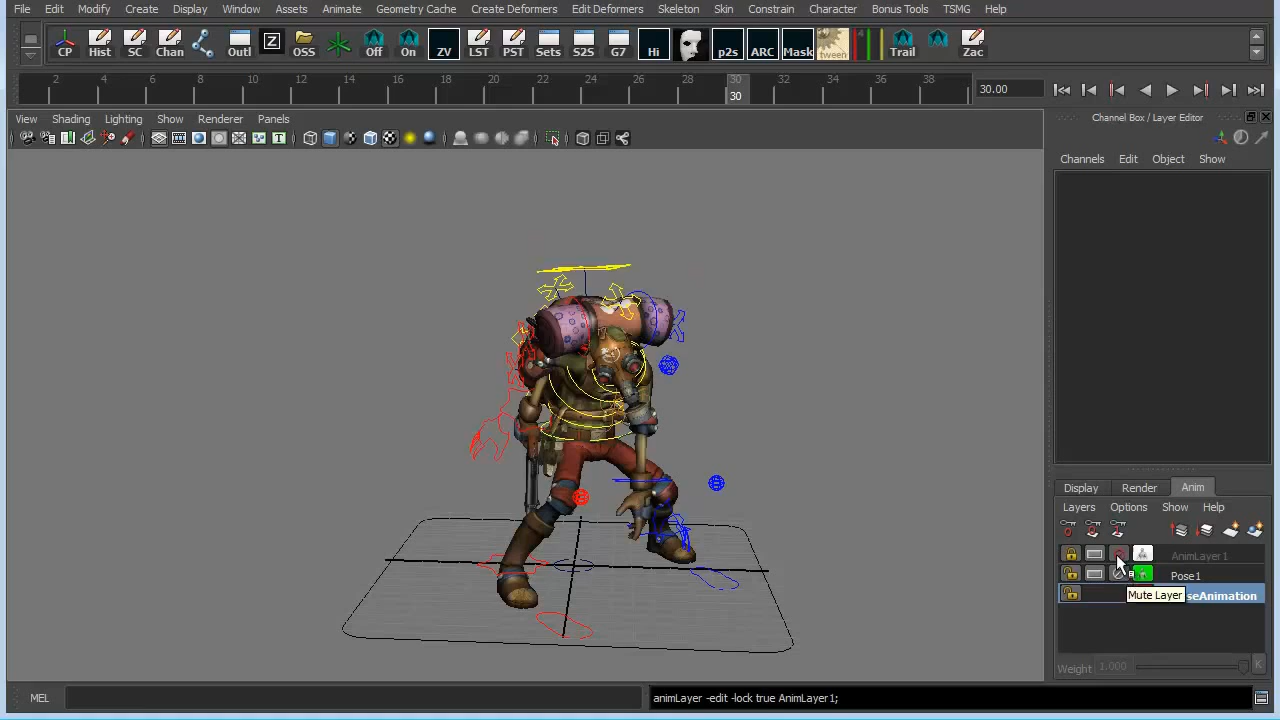 File Edit Modify Create Display Window Assets Animate Geometry Cache Create Deformers Edit Deformers Skeleton Skin Constrain Character Bonus Tools TSMG Help
CP Hist SC Chan Outl Z OSS Off On ZV LST PST Sets S2S G7 Hi p2s ARC Mask tween Trail Zac
2 4 6 8 10 12 14 16 18 20 22 24 26 28 30 32 34 36 38
30
30.00
View Shading Lighting Show Renderer Panels
Channel Box / Layer Editor
Channels Edit Object Show
Display Render Anim
Layers Options Show Help
AnimLayer1
Pose1
Mute Layer
seAnimation
Weight 1.000
K
MEL
animLayer -edit -lock true AnimLayer1;